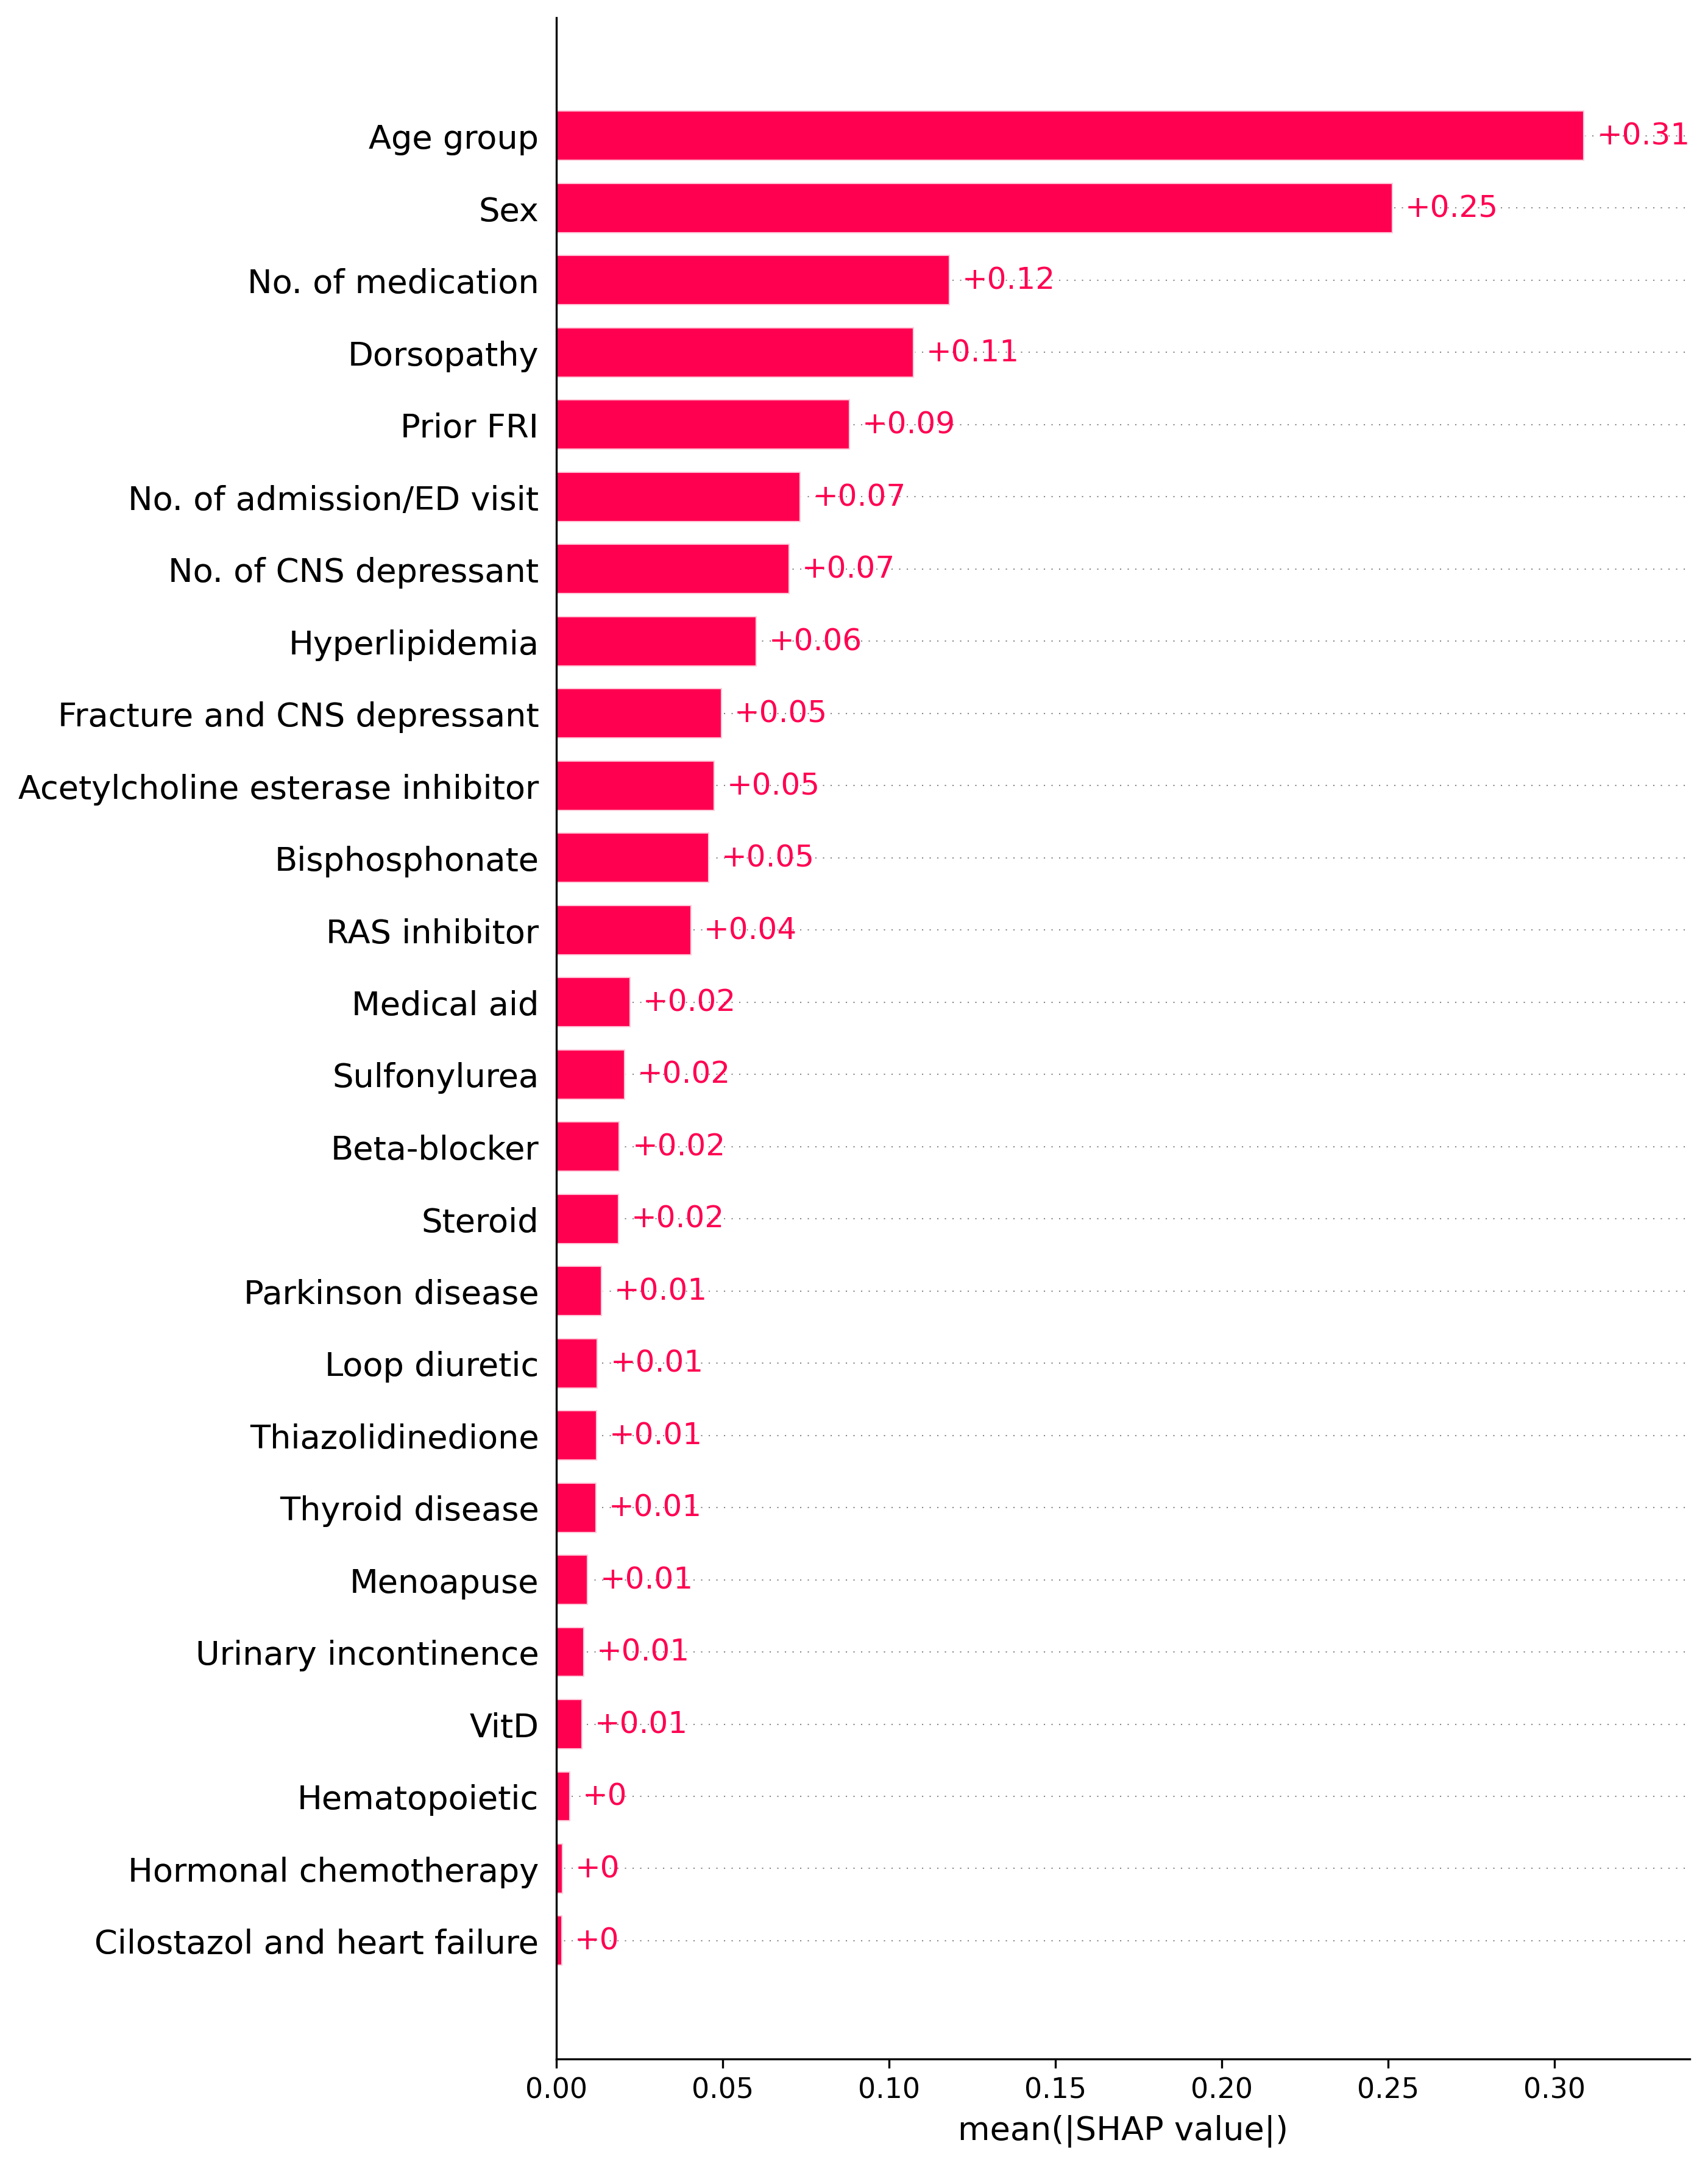 Age group +0.31
Sex +0.25
No. of medication +0.12
Dorsopathy +0.11
Prior FRI +0.09
No. of admission/ED visit +0.07
No. of CNS depressant +0.07
Hyperlipidemia +0.06
Fracture and CNS depressant +0.05
Acetylcholine esterase inhibitor +0.05
Bisphosphonate +0.05
RAS inhibitor +0.04
Medical aid +0.02
Sulfonylurea +0.02
Beta-blocker +0.02
Steroid +0.02
Parkinson disease +0.01
Loop diuretic +0.01
Thiazolidinedione +0.01
Thyroid disease +0.01
Menoapuse +0.01
Urinary incontinence +0.01
VitD +0.01
Hematopoietic +0
Hormonal chemotherapy +0
Cilostazol and heart failure +0
0.00 0.05 0.10 0.15 0.20 0.25 0.30
mean(|SHAP value|)